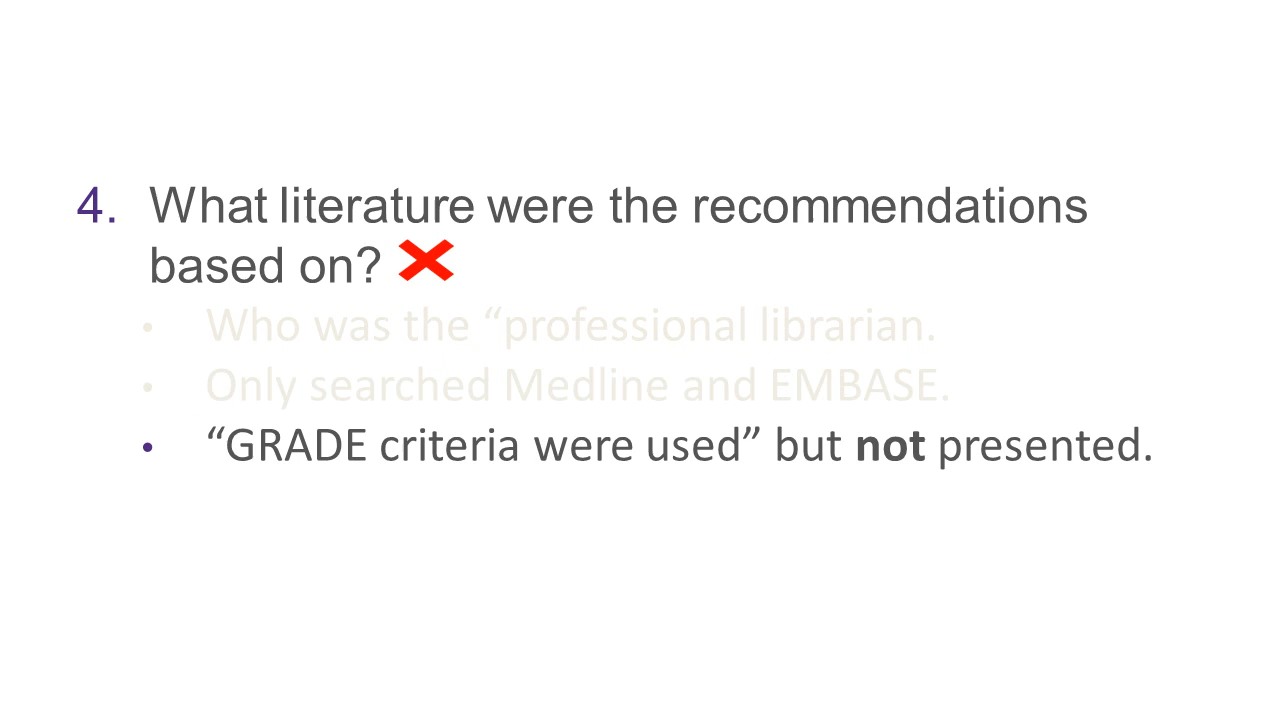 4. What literature were the recommendations
based on?
• Who was the “professional librarian.
• Only searched Medline and EMBASE.
• “GRADE criteria were used” but not presented.